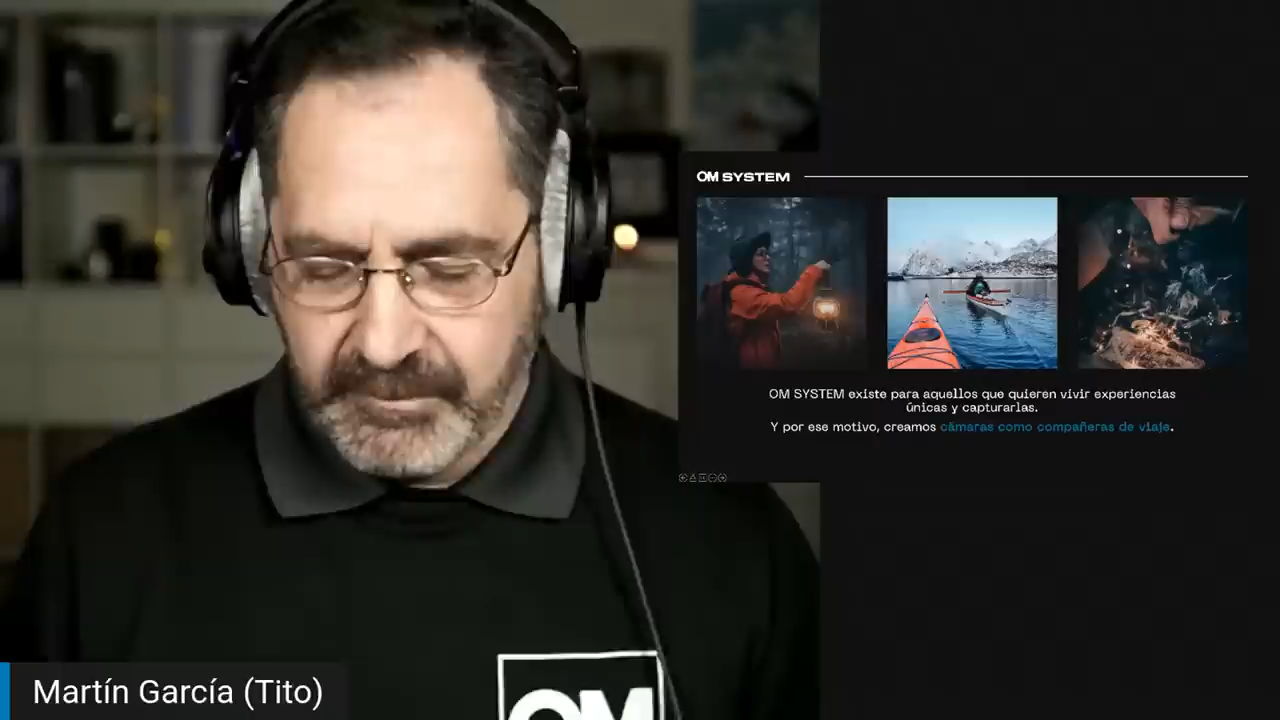 OM SYSTEM
OM SYSTEM existe para aquellos que quieren vivir experiencias
únicas y capturarlas.
Y por ese motivo, creamos cámaras como compañeras de viaje.
Martín García (Tito)
OM